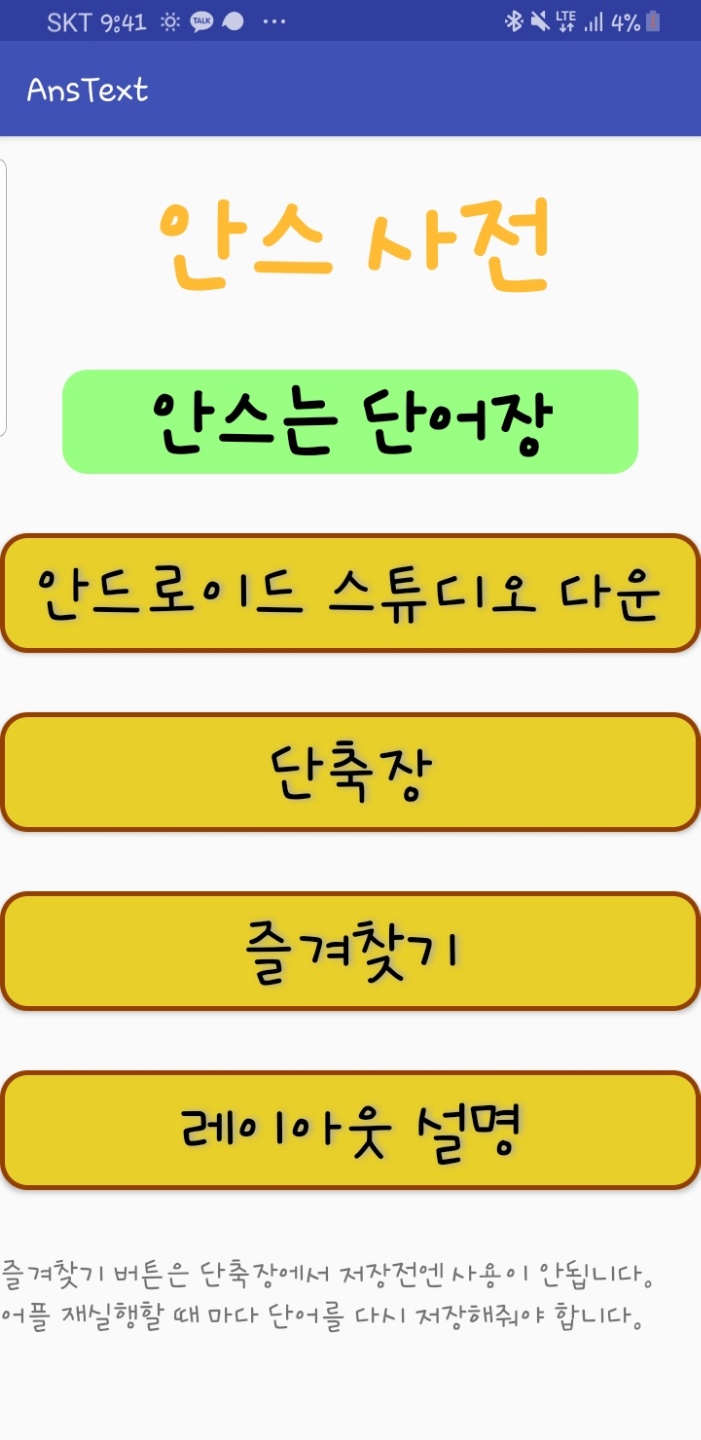 SKT 9:41 TALK ... LTE 4%
AnsText
안스 사전
안스는 단어장
안드로이드 스튜디오 다운
단축장
즐겨찾기
레이아웃 설명
즐겨찾기 버튼은 단축장에서 저장전엔 사용이 안됩니다.
어플 재실행할 때 마다 단어를 다시 저장해줘야 합니다.